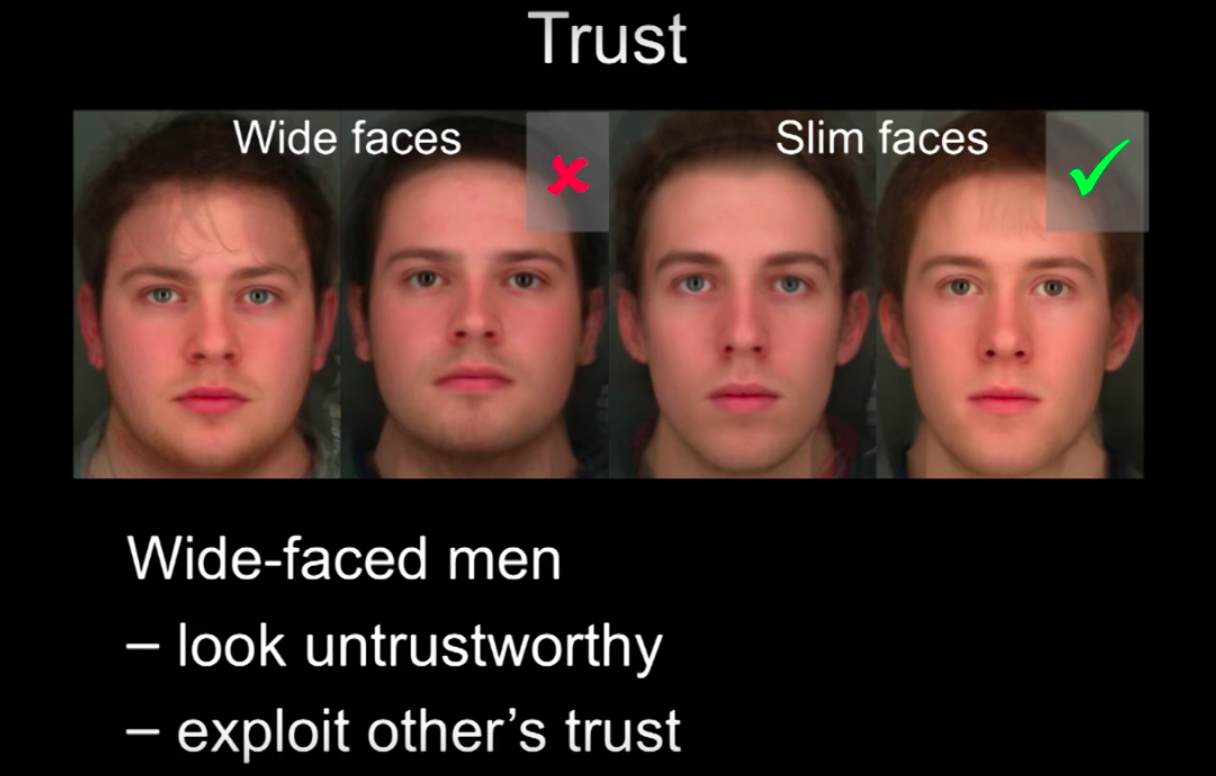 Trust
Wide faces
Slim faces
Wide-faced men
– look untrustworthy
– exploit other’s trust